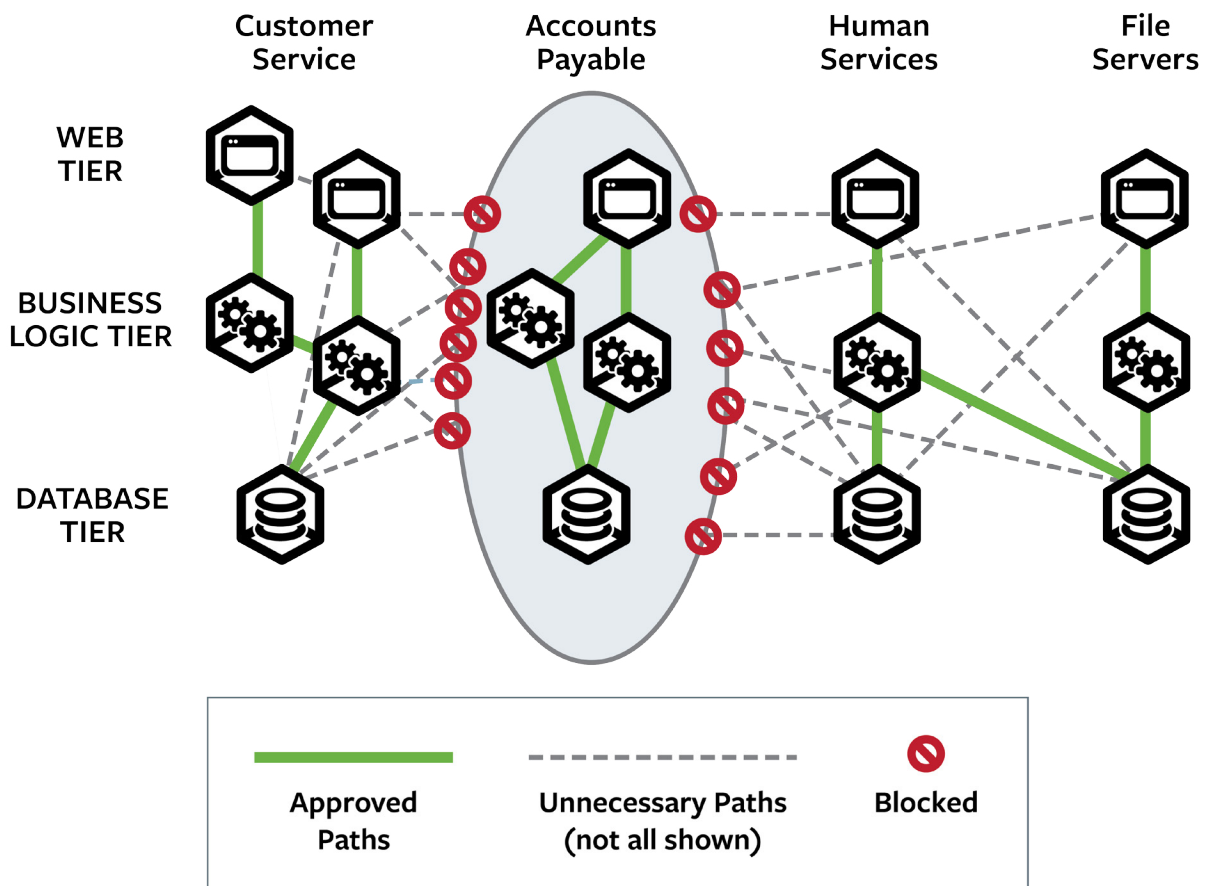 Customer
Service
Accounts
Payable
Human
Services
File
Servers
WEB
TIER
BUSINESS
LOGIC TIER
DATABASE
TIER
Approved
Paths
Unnecessary Paths
(not all shown)
Blocked